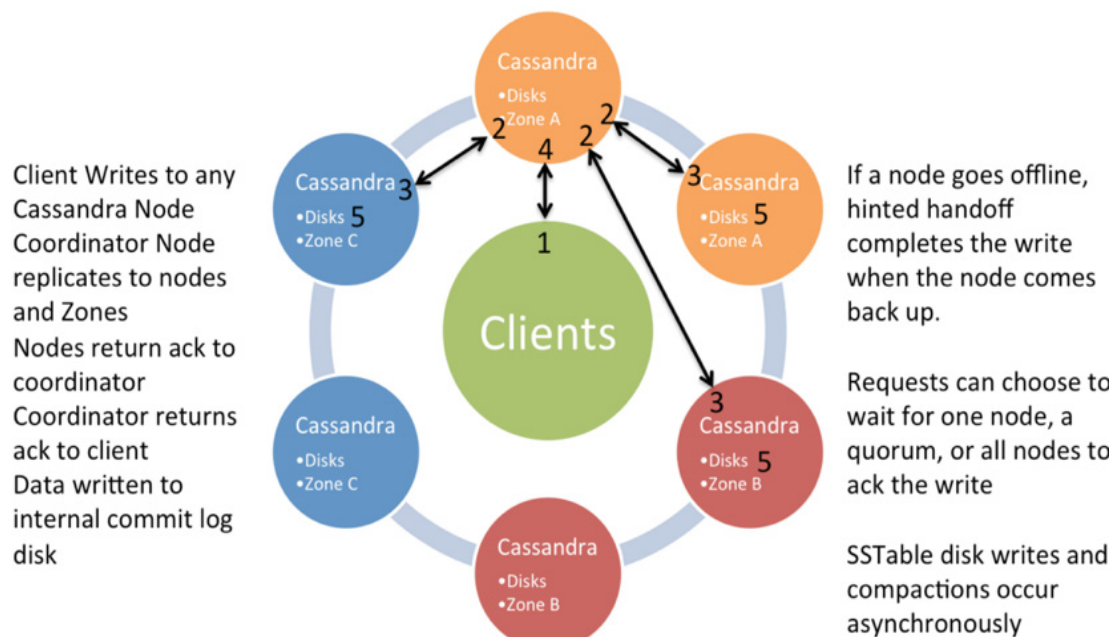 Client Writes to any
Cassandra Node
Coordinator Node
replicates to nodes
and Zones
Nodes return ack to
coordinator
Coordinator returns
ack to client
Data written to
internal commit log
disk
Cassandra
•Disks
•Zone A
2
4
2
2
Cassandra
3
•Disks 5
•Zone C
3
Cassandra
•Disks 5
•Zone A
1
Clients
Cassandra
•Disks
•Zone C
3
Cassandra
•Disks 5
•Zone B
Cassandra
•Disks
•Zone B
If a node goes offline,
hinted handoff
completes the write
when the node comes
back up.
Requests can choose to
wait for one node, a
quorum, or all nodes to
ack the write
SSTable disk writes and
compactions occur
asynchronously